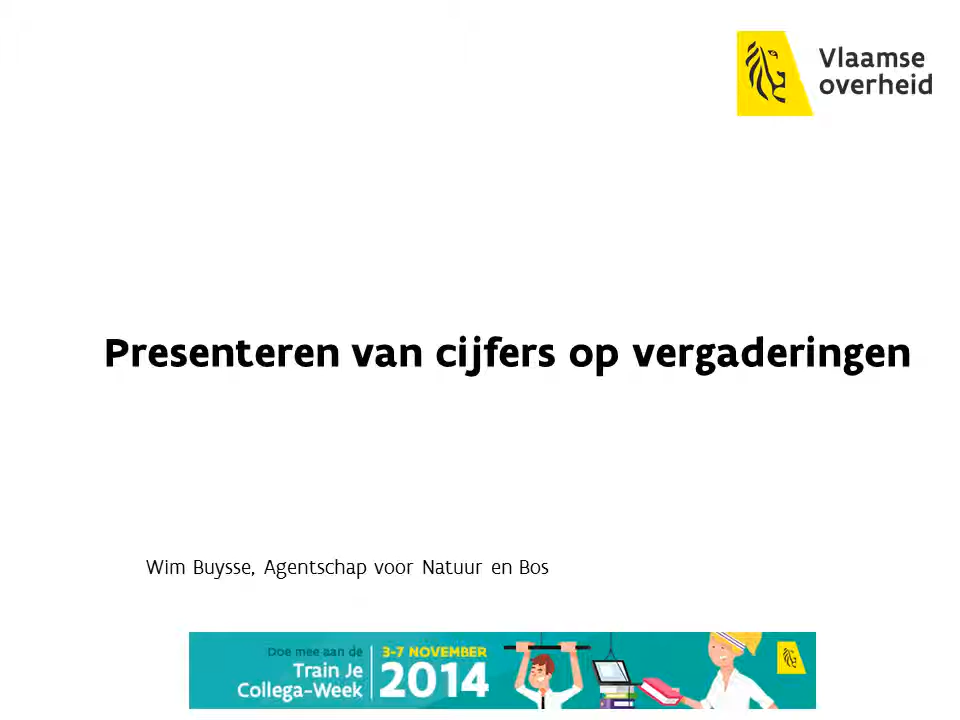 Vlaamse
overheid
Presenteren van cijfers op vergaderingen
Wim Buysse, Agentschap voor Natuur en Bos
Doe mee aan de
Train Je
Collega-Week
3-7 NOVEMBER
2014